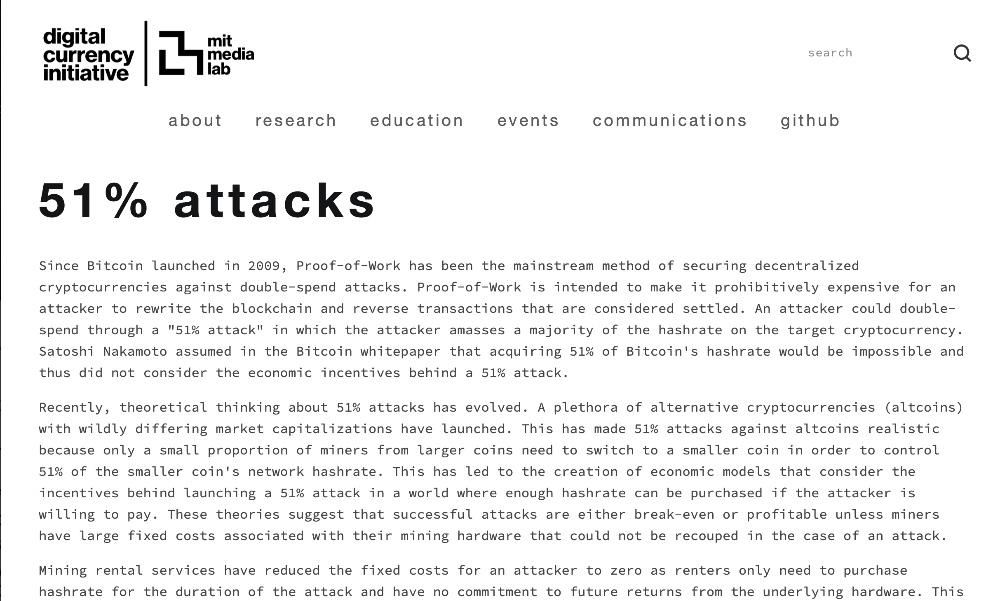 digital
currency
initiative
mit
media
lab
search
about research education events communications github
51% attacks
Since Bitcoin launched in 2009, Proof-of-Work has been the mainstream method of securing decentralized
cryptocurrencies against double-spend attacks. Proof-of-Work is intended to make it prohibitively expensive for an
attacker to rewrite the blockchain and reverse transactions that are considered settled. An attacker could double-
spend through a "51% attack" in which the attacker amasses a majority of the hashrate on the target cryptocurrency.
Satoshi Nakamoto assumed in the Bitcoin whitepaper that acquiring 51% of Bitcoin's hashrate would be impossible and
thus did not consider the economic incentives behind a 51% attack.
Recently, theoretical thinking about 51% attacks has evolved. A plethora of alternative cryptocurrencies (altcoins)
with wildly differing market capitalizations have launched. This has made 51% attacks against altcoins realistic
because only a small proportion of miners from larger coins need to switch to a smaller coin in order to control
51% of the smaller coin's network hashrate. This has led to the creation of economic models that consider the
incentives behind launching a 51% attack in a world where enough hashrate can be purchased if the attacker is
willing to pay. These theories suggest that successful attacks are either break-even or profitable unless miners
have large fixed costs associated with their mining hardware that could not be recouped in the case of an attack.
Mining rental services have reduced the fixed costs for an attacker to zero as renters only need to purchase
hashrate for the duration of the attack and have no commitment to future returns from the underlying hardware. This